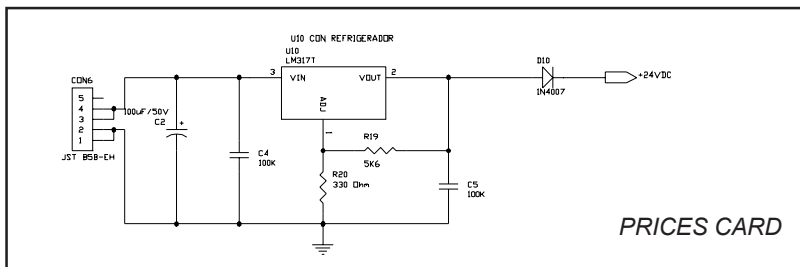 U10 CON REFRIGERADOR
U10
LM317T
3
VIN
VOUT
2
ADJ
1
D10
1N4007
+24VDC
CON6
5
4
3
2
1
JST B5B-EH
100uF/50V
C2
+
C4
100K
R19
5K6
R20
330 Ohm
C5
100K
PRICES CARD